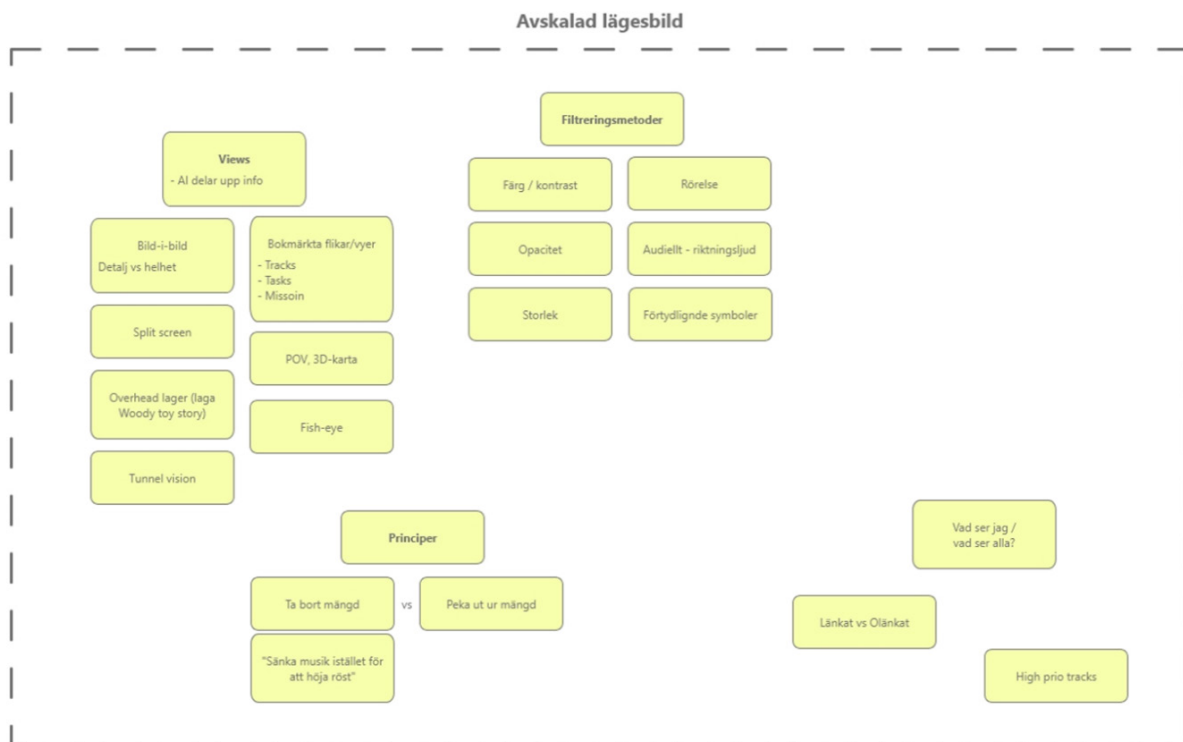 Avskalad lägesbild
Views
- AI delar upp info
Bild-i-bild
Detalj vs helhet
Split screen
Overhead lager (laga
Woody toy story)
Tunnel vision
Bokmärkta flikar/vyer
- Tracks
- Tasks
- Missoin
POV, 3D-karta
Fish-eye
Filtreringsmetoder
Färg / kontrast
Rörelse
Opacitet
Audiellt - riktningsljud
Storlek
Förtydlignde symboler
Principer
Ta bort mängd
vs
Peka ut ur mängd
"Sänka musik istället för
att höja röst"
Vad ser jag /
vad ser alla?
Länkat vs Olänkat
High prio tracks